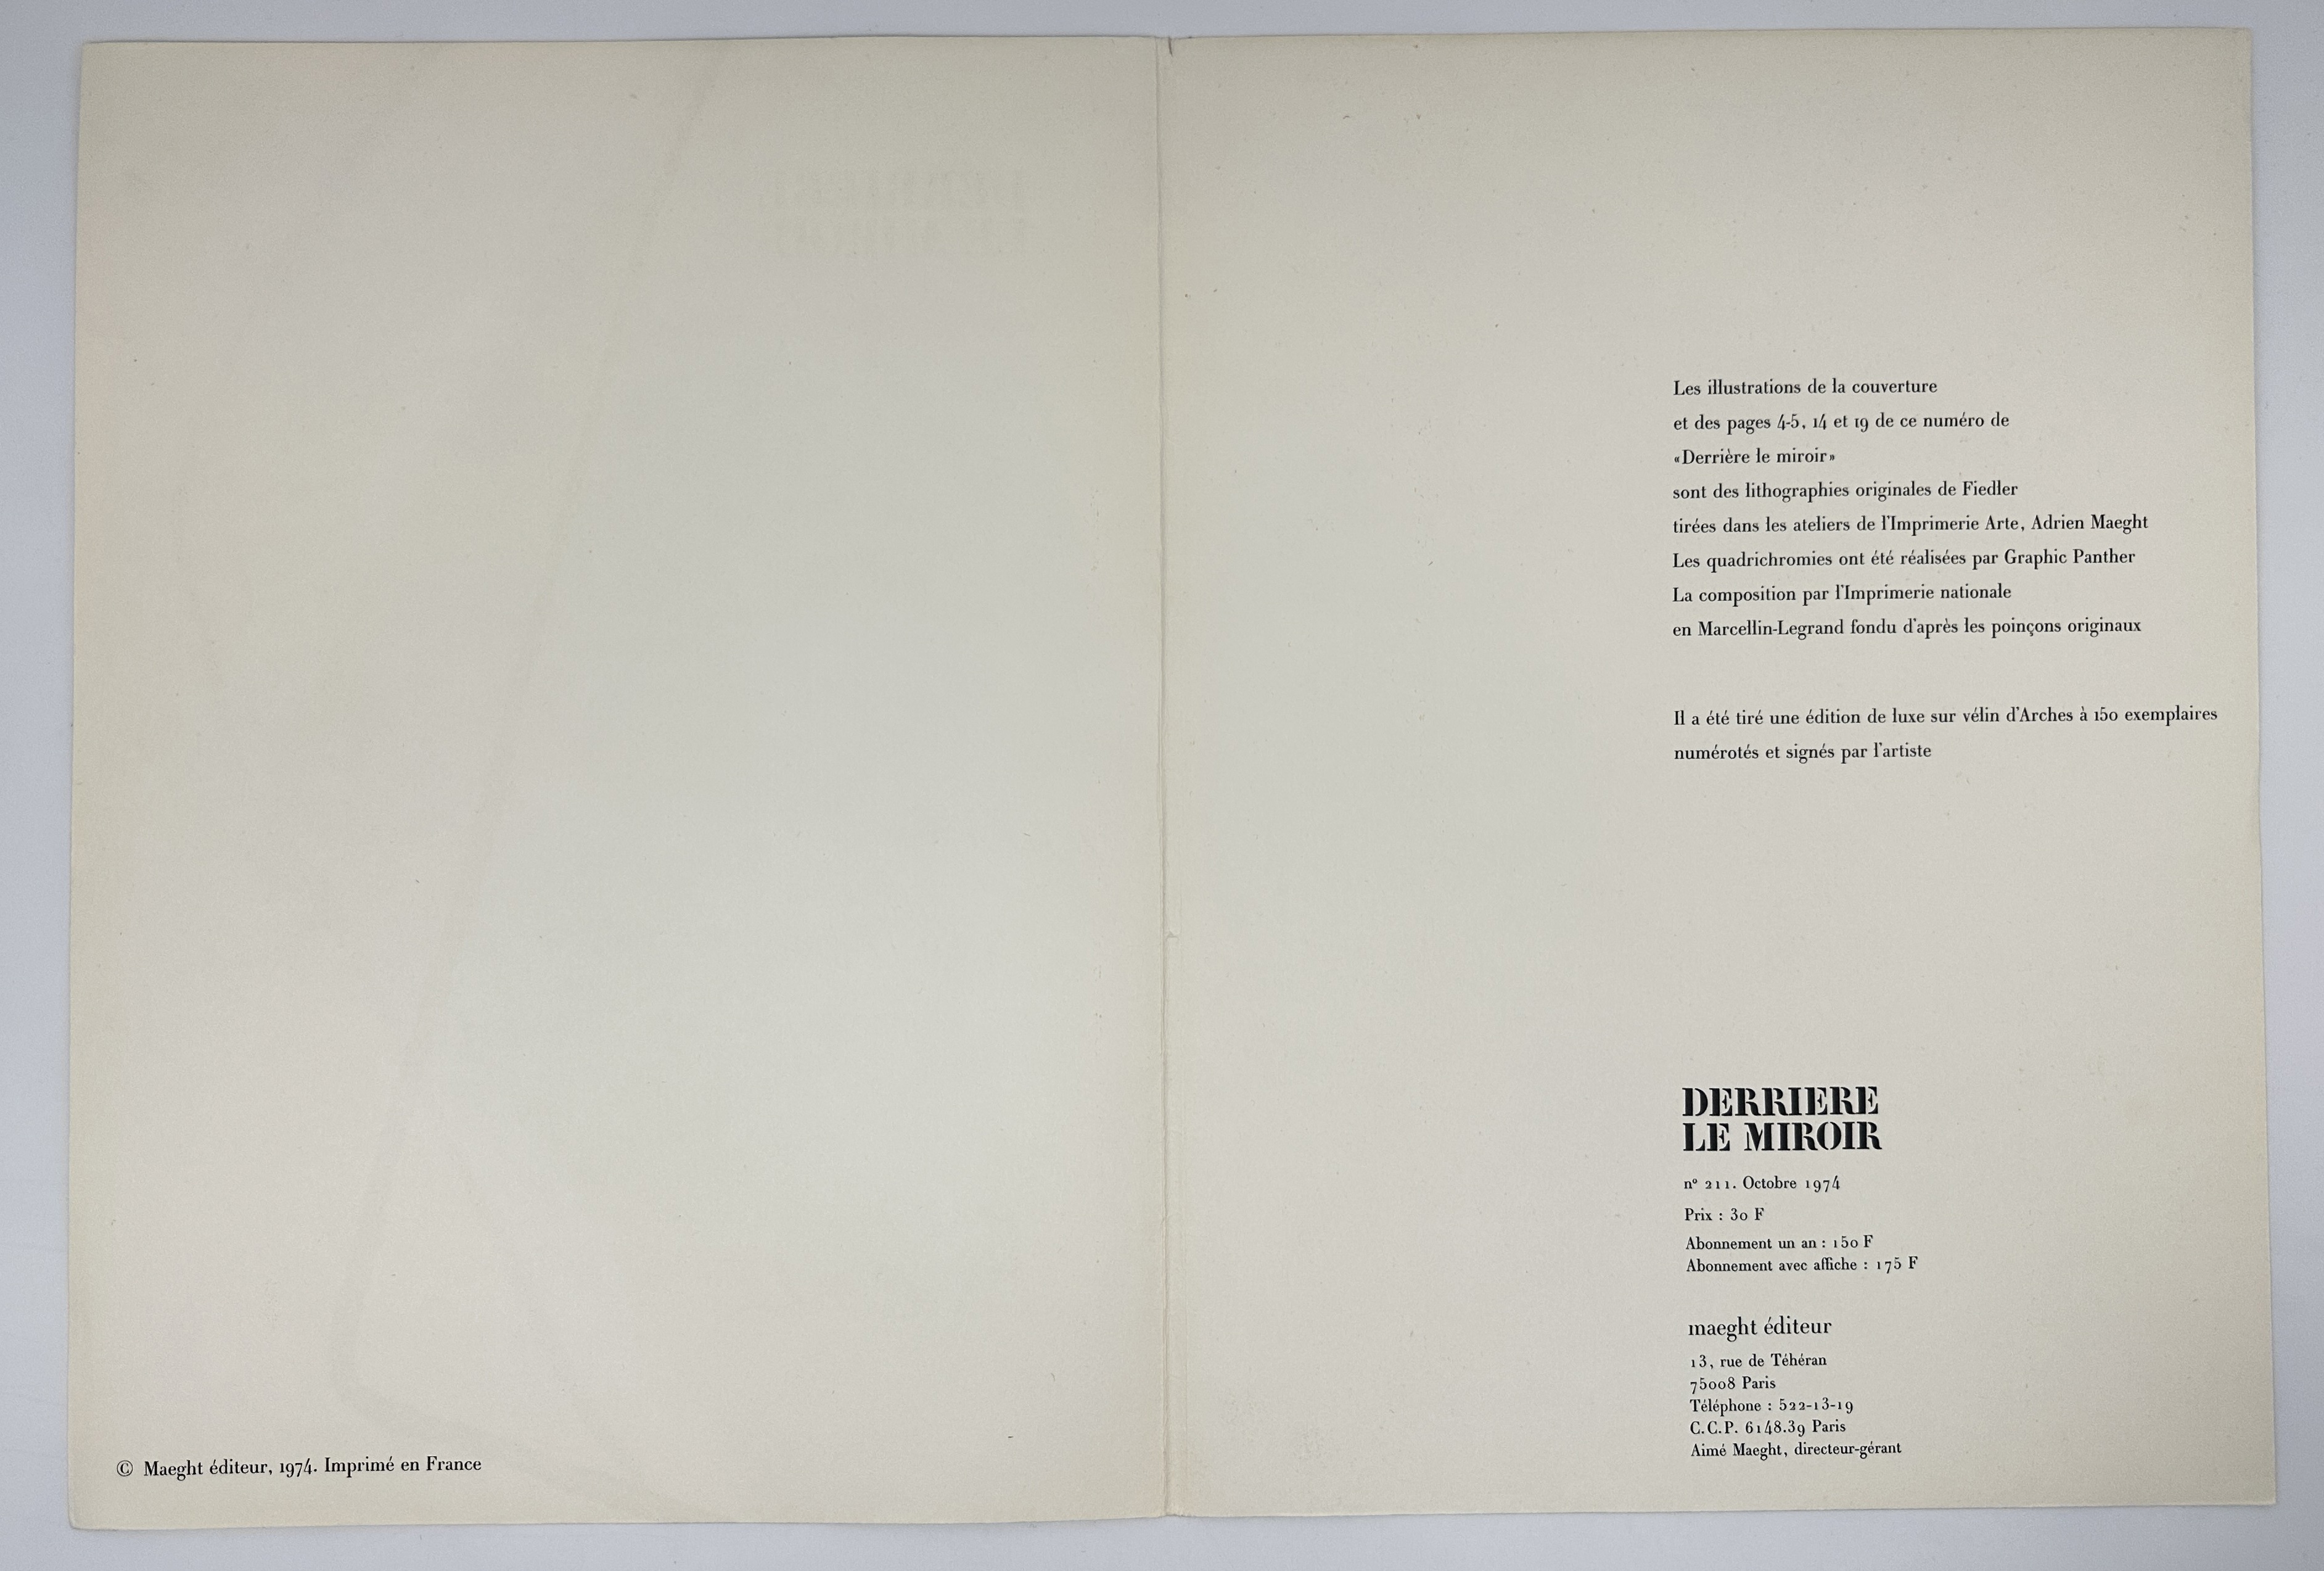 © Maeght éditeur, 1974. Imprimé en France
Les illustrations de la couverture
et des pages 4-5, 14 et 19 de ce numéro de
«Derrière le miroir»
sont des lithographies originales de Fiedler
tirées dans les ateliers de l'Imprimerie Arte, Adrien Maeght
Les quadrichromies ont été réalisées par Graphic Panther
La composition par l'Imprimerie nationale
en Marcellin-Legrand fondu d'après les poinçons originaux
Il a été tiré une édition de luxe sur vélin d'Arches à 150 exemplaires
numérotés et signés par l'artiste
DERRIERE
LE MIROIR
nº 211. Octobre 1974
Prix : 30 F
Abonnement un an : 150 F
Abonnement avec affiche : 175 F
maeght éditeur
13, rue de Téhéran
75008 Paris
Téléphone : 522-13-19
C.C.P. 6148.39 Paris
Aimé Maeght, directeur-gérant